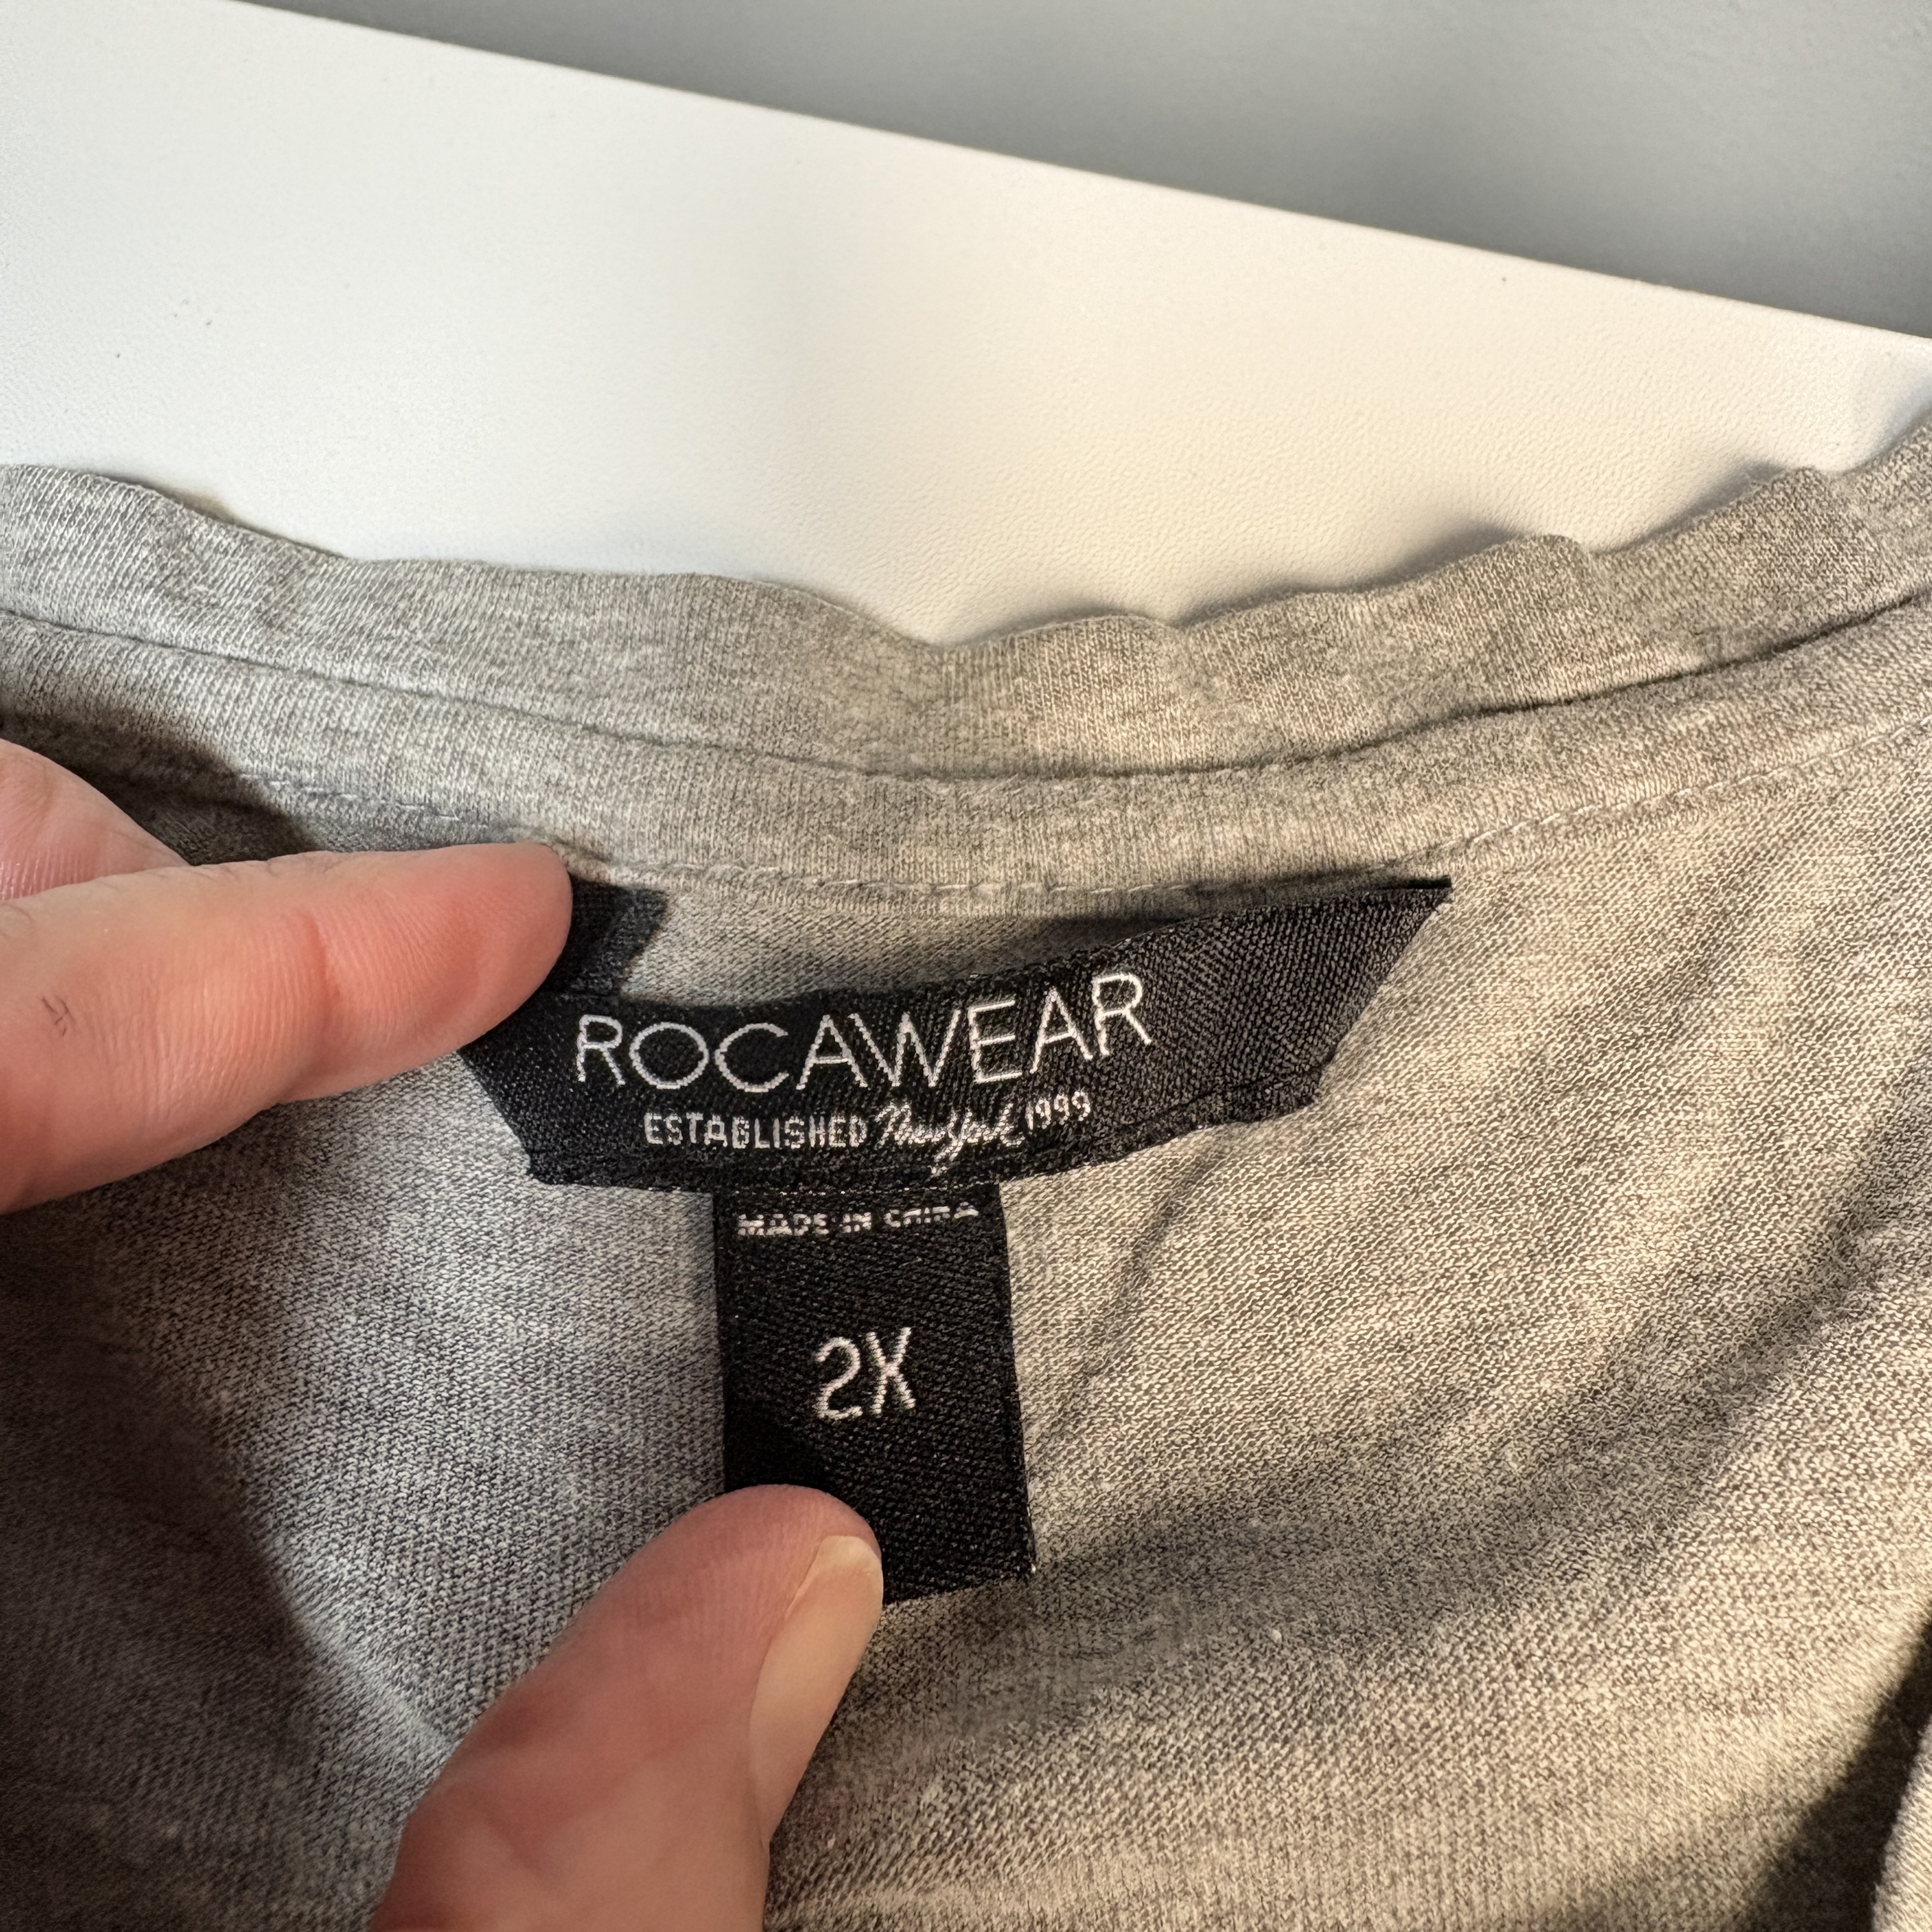 ROCAWEAR
ESTABLISHED New York 1999
MADE IN CHINA
2X